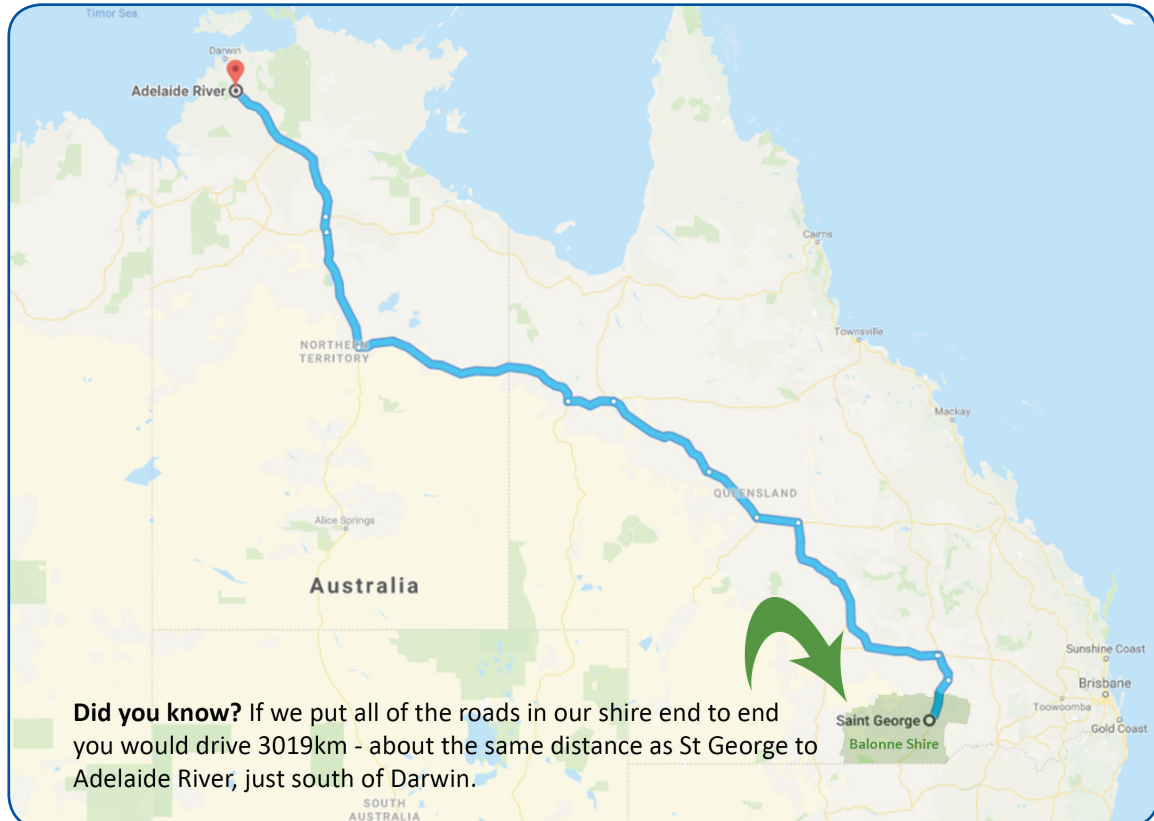 Timor Sea
Darwin
Adelaide River
Cairns
NORTHERN
TERRITORY
Townsville
Mackay
QUEENSLAND
Alice Springs
Australia
Sunshine Coast
Brisbane
Toowoomba
Gold Coast
Saint George
Balonne Shire
Did you know? If we put all of the roads in our shire end to end
you would drive 3019km - about the same distance as St George to
Adelaide River, just south of Darwin.
SOUTH
AUSTRALIA